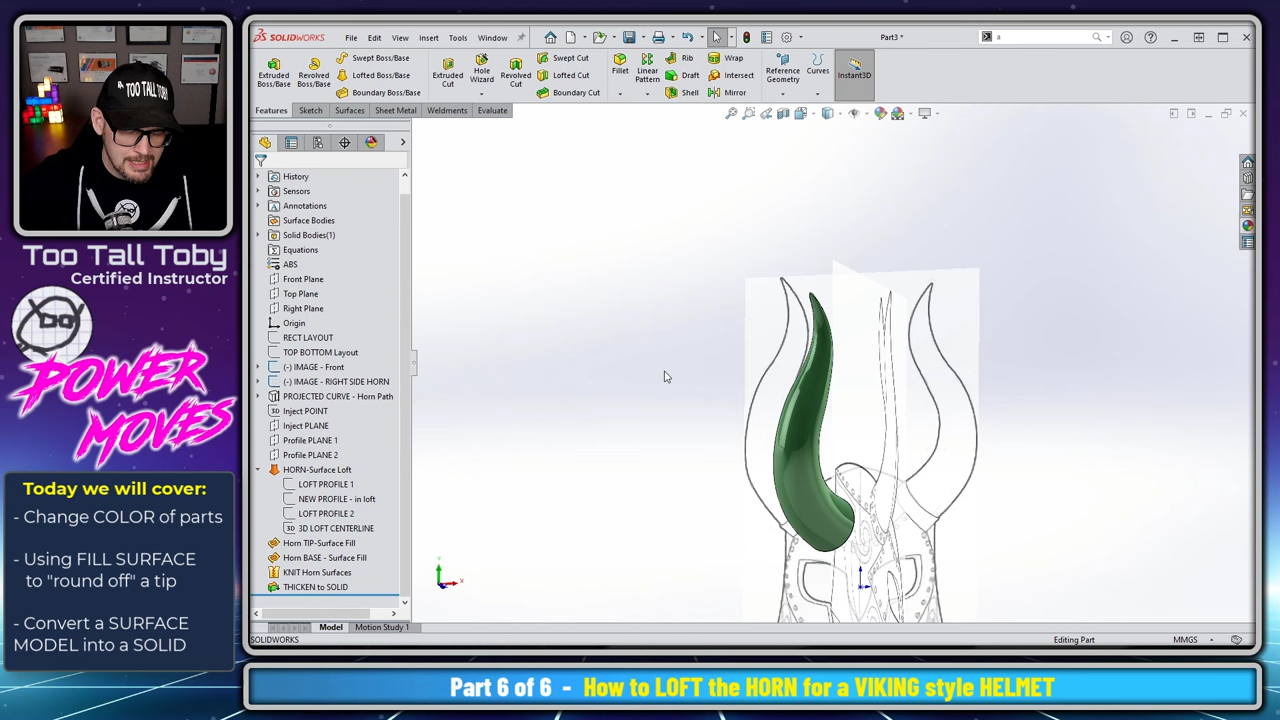 "TOO TALL TOBY"
Too Tall Toby
Certified Instructor
POWER
MOVES
Today we will cover:
- Change COLOR of parts
- Using FILL SURFACE
to "round off" a tip
- Convert a SURFACE
MODEL into a SOLID
SOLIDWORKS
File Edit View Insert Tools Window
Part3 *
a
Extruded Boss/Base
Revolved Boss/Base
Swept Boss/Base
Lofted Boss/Base
Boundary Boss/Base
Extruded Cut
Hole Wizard
Revolved Cut
Swept Cut
Lofted Cut
Boundary Cut
Fillet
Linear Pattern
Rib
Draft
Shell
Wrap
Intersect
Mirror
Reference Geometry
Curves
Instant3D
Features Sketch Surfaces Sheet Metal Weldments Evaluate
History
Sensors
Annotations
Surface Bodies
Solid Bodies(1)
Equations
ABS
Front Plane
Top Plane
Right Plane
Origin
RECT LAYOUT
TOP BOTTOM Layout
(-) IMAGE - Front
(-) IMAGE - RIGHT SIDE HORN
PROJECTED CURVE - Horn Path
3D Inject POINT
Inject PLANE
Profile PLANE 1
Profile PLANE 2
HORN-Surface Loft
LOFT PROFILE 1
NEW PROFILE - in loft
LOFT PROFILE 2
3D 3D LOFT CENTERLINE
Horn TIP-Surface Fill
Horn BASE - Surface Fill
KNIT Horn Surfaces
THICKEN to SOLID
Model Motion Study 1
SOLIDWORKS
Editing Part
MMGS
Part 6 of 6 - How to LOFT the HORN for a VIKING style HELMET